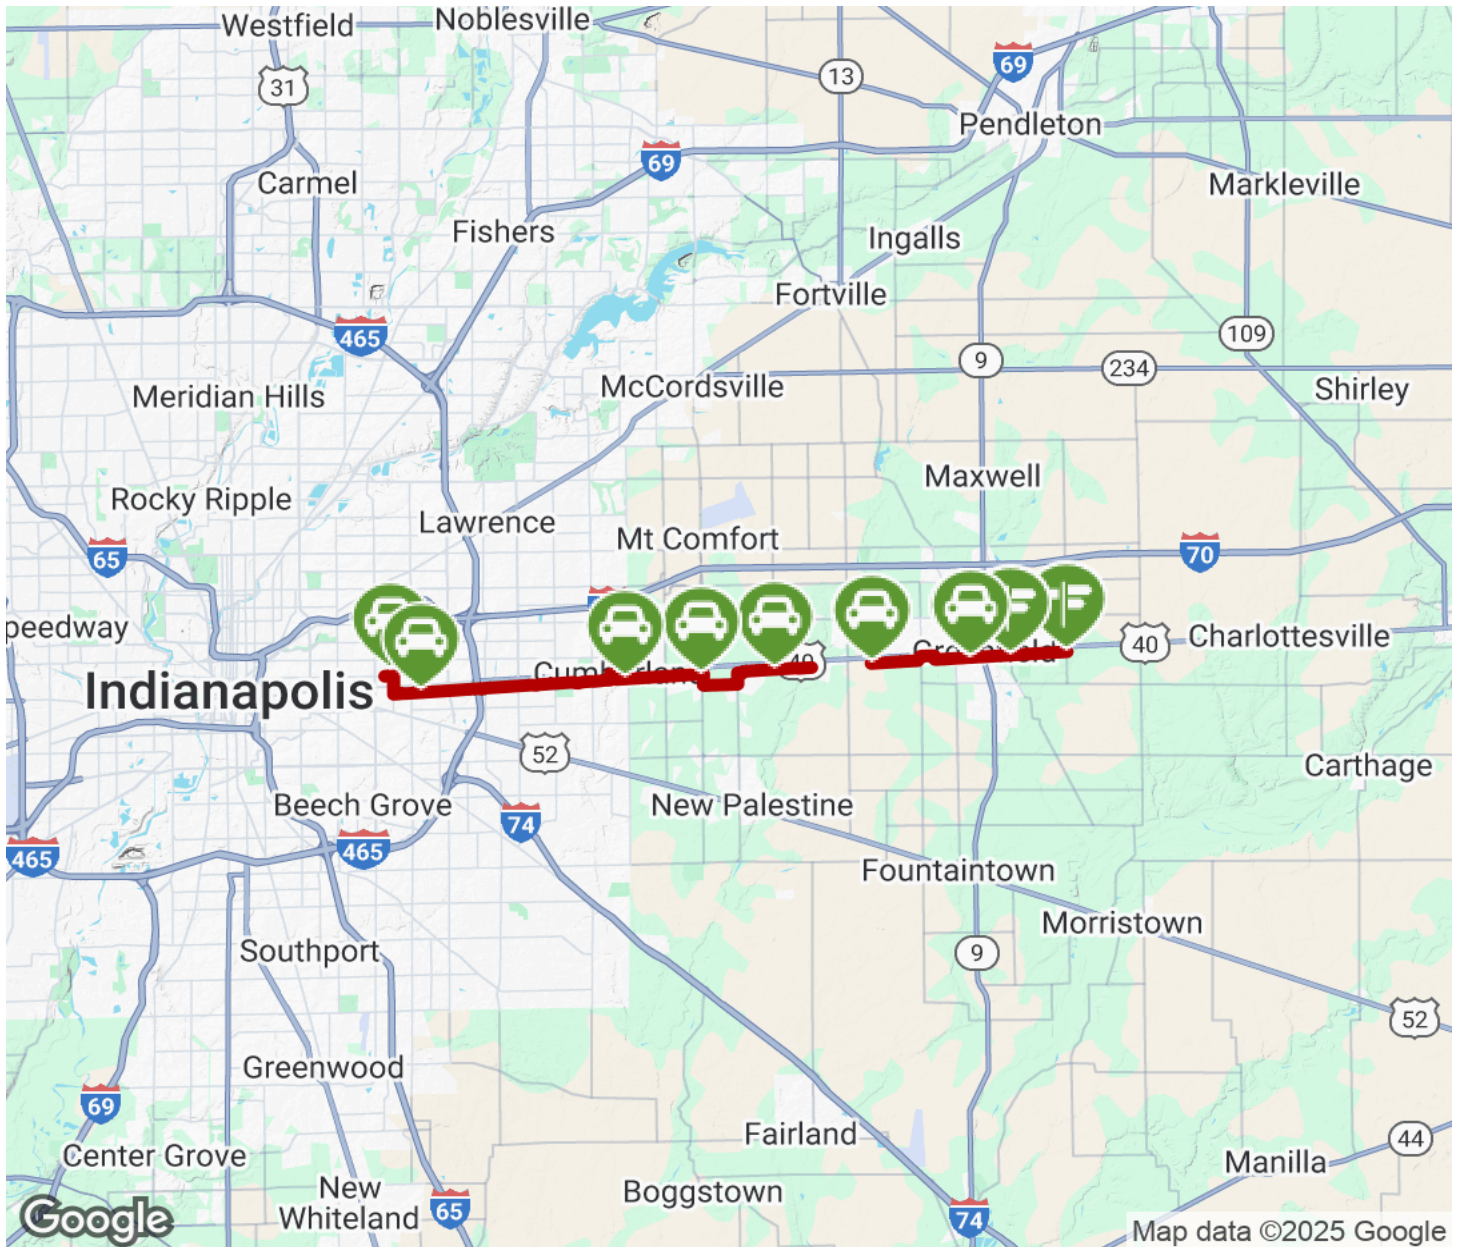 Westfield
Noblesville
31
69
13
Pendleton
Carmel
69
Markleville
Fishers
Ingalls
Fortville
465
109
9
234
Meridian Hills
McCordsville
Shirley
Maxwell
Rocky Ripple
Lawrence
65
Mt Comfort
70
peedway
40
Charlottesville
Cumberland
40
Indianapolis
52
Carthage
Beech Grove
New Palestine
74
465
465
Fountaintown
Morristown
Southport
9
52
Greenwood
69
Fairland
44
Center Grove
Manilla
New
Whiteland
Boggstown
65
74
Google
Map data ©2025 Google